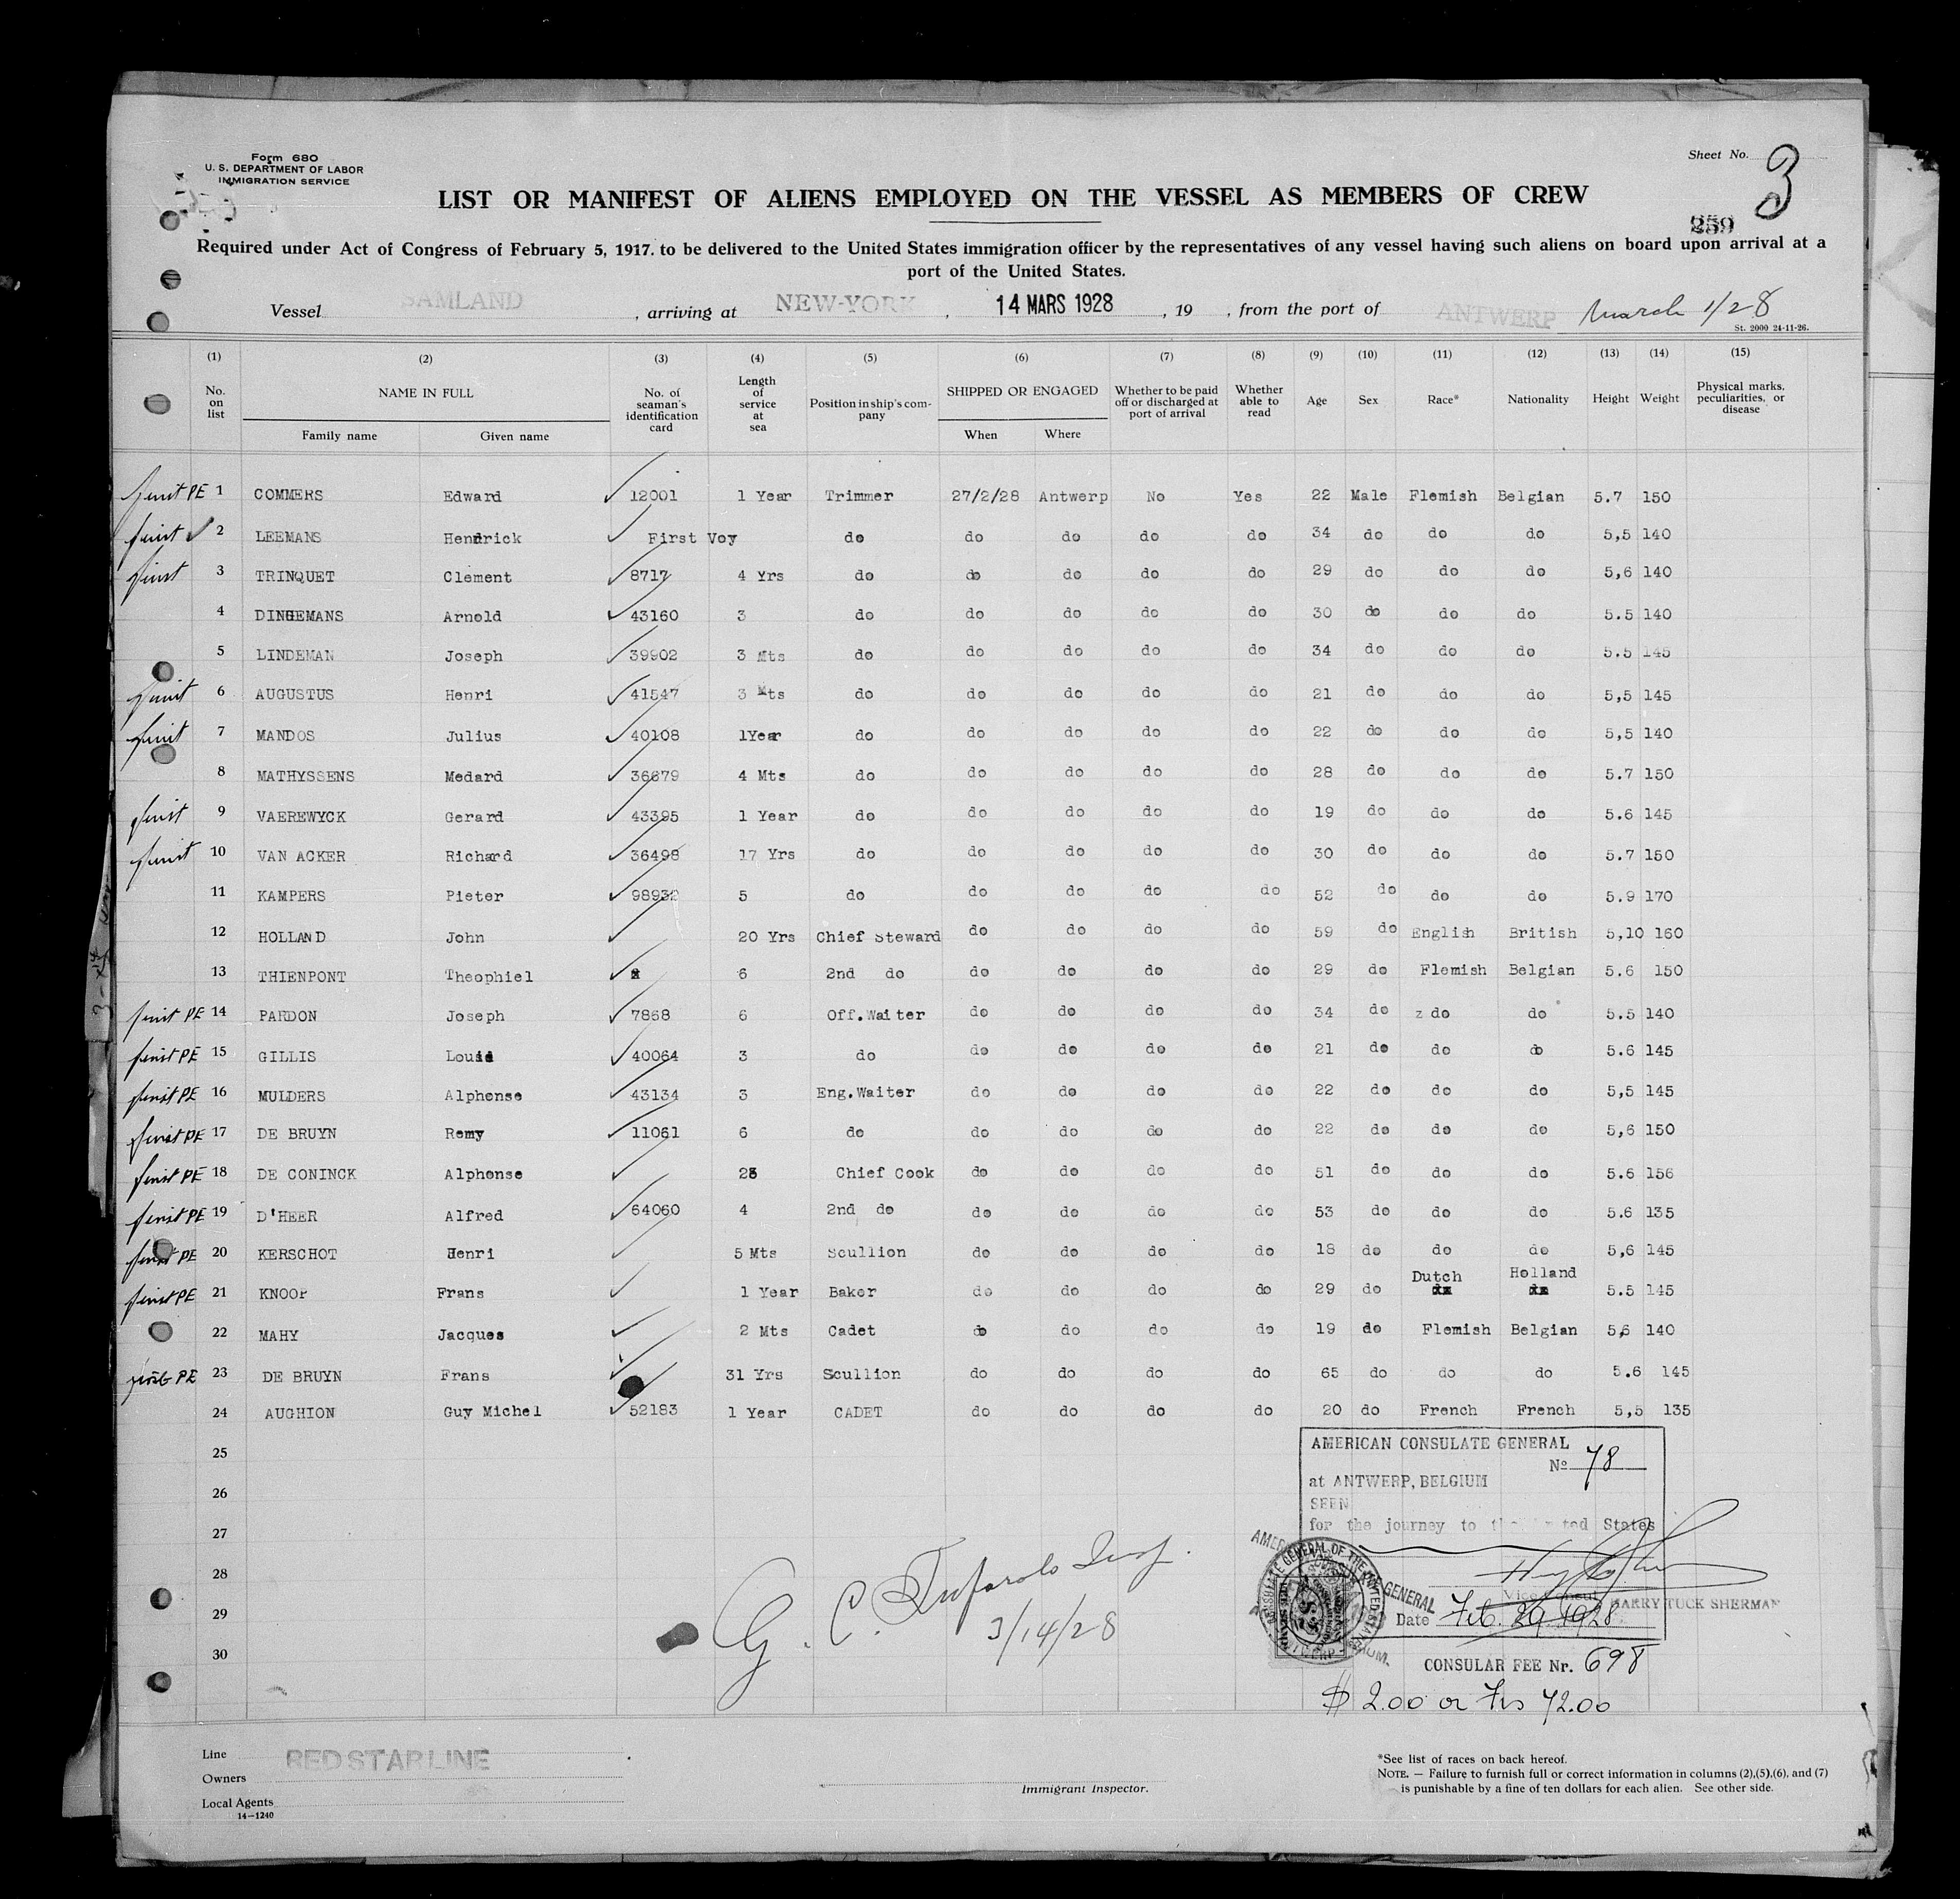 Form 680
U. S. DEPARTMENT OF LABOR
IMMIGRATION SERVICE
Sheet No. 3
LIST OR MANIFEST OF ALIENS EMPLOYED ON THE VESSEL AS MEMBERS OF CREW
259
Required under Act of Congress of February 5, 1917. to be delivered to the United States immigration officer by the representatives of any vessel having such aliens on board upon arrival at a
port of the United States.
Vessel SAMLAND , arriving at NEW-YORK , 14 MARS 1928 , 19 , from the port of ANTWERP March 1/28
St. 2000 24-11-26.
(1) (2) (3) (4) (5) (6) (7) (8) (9) (10) (11) (12) (13) (14) (15)
No. on list NAME IN FULL Family name Given name No. of seaman's identification card Length of service at sea Position in ship's company SHIPPED OR ENGAGED When Where Whether to be paid off or discharged at port of arrival Whether able to read Age Sex Race* Nationality Height Weight Physical marks, peculiarities, or disease
PE 1 COMMERS Edward 12001 1 Year Trimmer 27/2/28 Antwerp No Yes 22 Male Flemish Belgian 5.7 150
2 LEEMANS Hendrick First Voy do do do do do 34 do do do 5,5 140
3 TRINQUET Clement 8717 4 Yrs do do do do do 29 do do do 5,6 140
4 DINGEMANS Arnold 43160 3 do do do do do 30 do do do 5.5 140
5 LINDEMAN Joseph 39902 3 Mts do do do do do 34 do do do 5.5 145
6 AUGUSTUS Henri 41547 3 Mts do do do do do 21 do do do 5,5 145
7 MANDOS Julius 40108 1Year do do do do do 22 do do do 5,5 140
8 MATHYSSENS Medard 36679 4 Mts do do do do do 28 do do do 5.7 150
9 VAEREWYCK Gerard 43395 1 Year do do do do do 19 do do do 5.6 145
10 VAN ACKER Richard 36498 17 Yrs do do do do do 30 do do do 5.7 150
11 KAMPERS Pieter 98932 5 do do do do do 52 do do do 5.9 170
12 HOLLAND John 20 Yrs Chief Steward do do do do 59 do English British 5,10 160
13 THIENPONT Theophiel 6 2nd do do do do do 29 do Flemish Belgian 5.6 150
PE 14 PARDON Joseph 7868 6 Off.Waiter do do do do 34 do z do do 5.5 140
PE 15 GILLIS Louis 40064 3 do do do do do 21 do do do 5.6 145
PE 16 MULDERS Alphonse 43134 3 Eng.Waiter do do do do 22 do do do 5,5 145
PE 17 DE BRUYN Remy 11061 6 do do do do do 22 do do do 5,6 150
PE 18 DE CONINCK Alphonse 23 Chief Cook do do do do 51 do do do 5.6 156
PE 19 D'HEER Alfred 64060 4 2nd do do do do do 53 do do do 5.6 135
PE 20 KERSCHOT Henri 5 Mts Scullion do do do do 18 do do do 5,6 145
PE 21 KNOOP Frans 1 Year Baker do do do do 29 do Dutch Holland 5.5 145
22 MAHY Jacques 2 Mts Cadet do do do do 19 do Flemish Belgian 5,6 140
PE 23 DE BRUYN Frans 31 Yrs Scullion do do do do 65 do do do 5.6 145
24 AUGHION Guy Michel 52183 1 Year CADET do do do do 20 do French French 5,5 135
25
26
27
28
29
30
AMERICAN CONSULATE GENERAL
No 78
at ANTWERP, BELGIUM
SEEN
for the journey to the United States
Vice Consul
HARRY TUCK SHERMAN
Date Feb. 29 1928
CONSULAR FEE Nr. 698
$ 2.00 or Frs 72.00
G. C. Insp.
3/14/28
Line RED STAR LINE
Owners
Local Agents
14-1240
Immigrant Inspector.
*See list of races on back hereof.
NOTE. — Failure to furnish full or correct information in columns (2),(5),(6), and (7)
is punishable by a fine of ten dollars for each alien. See other side.